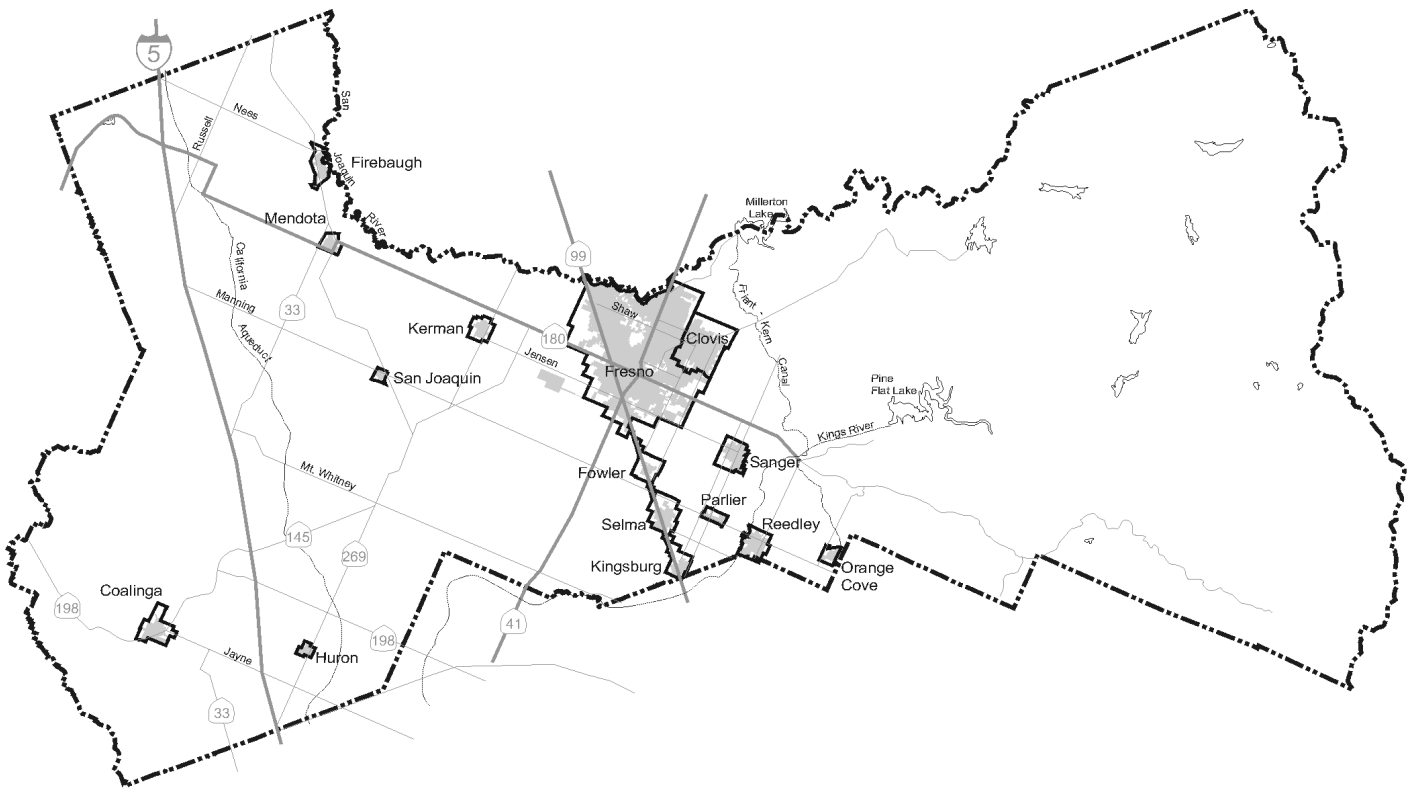 5
San
Nees
Russell
Joaquin
Firebaugh
River
Mendota
Millerton
Lake
California
99
Friant
Manning
33
Shaw
Kern
Aqueduct
Kerman
180
Clovis
Jensen
Canal
San Joaquin
Fresno
Pine
Flat Lake
Kings River
Mt. Whitney
Fowler
Sanger
Parlier
Selma
Reedley
145
269
Kingsburg
Orange
Cove
Coalinga
198
41
198
Huron
Jayne
33